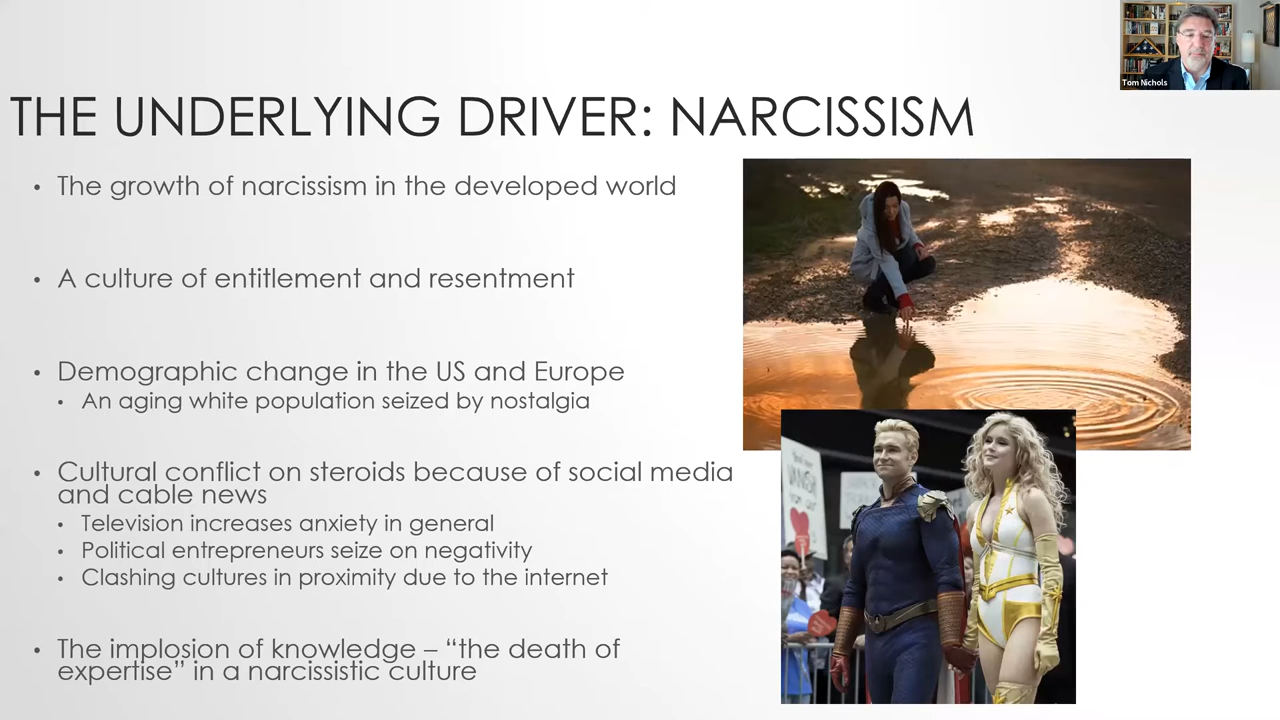 Tom Nichols
THE UNDERLYING DRIVER: NARCISSISM
• The growth of narcissism in the developed world
• A culture of entitlement and resentment
• Demographic change in the US and Europe
• An aging white population seized by nostalgia
• Cultural conflict on steroids because of social media
and cable news
• Television increases anxiety in general
• Political entrepreneurs seize on negativity
• Clashing cultures in proximity due to the internet
• The implosion of knowledge – “the death of
expertise” in a narcissistic culture